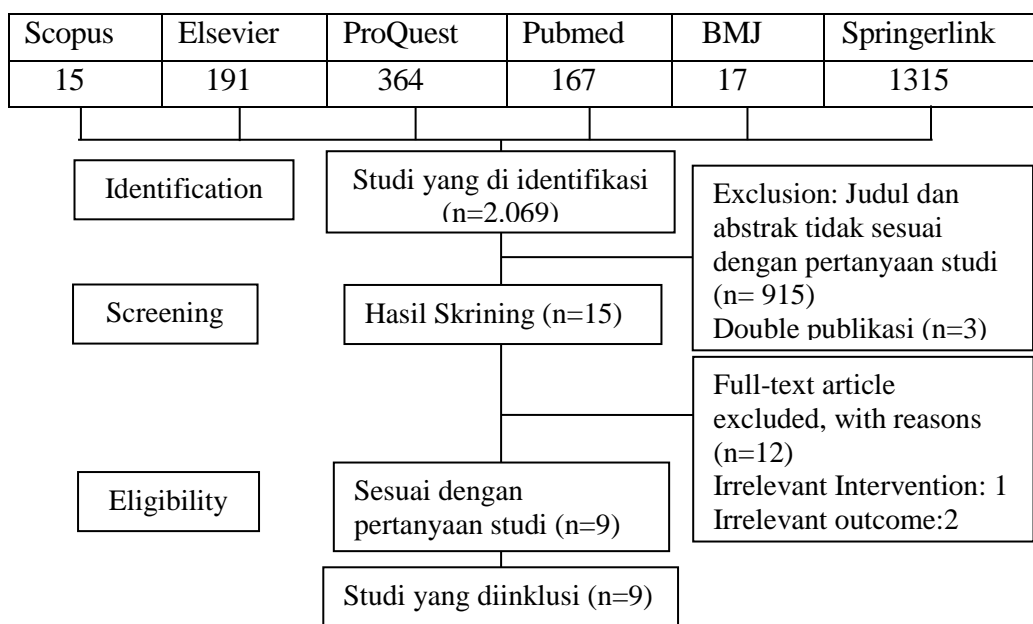 Scopus Elsevier ProQuest Pubmed BMJ Springerlink
15 191 364 167 17 1315
Identification
Studi yang di identifikasi
(n=2.069)
Exclusion: Judul dan
abstrak tidak sesuai
dengan pertanyaan studi
(n= 915)
Double publikasi (n=3)
Screening
Hasil Skrining (n=15)
Full-text article
excluded, with reasons
(n=12)
Irrelevant Intervention: 1
Irrelevant outcome:2
Eligibility
Sesuai dengan
pertanyaan studi (n=9)
Studi yang diinklusi (n=9)